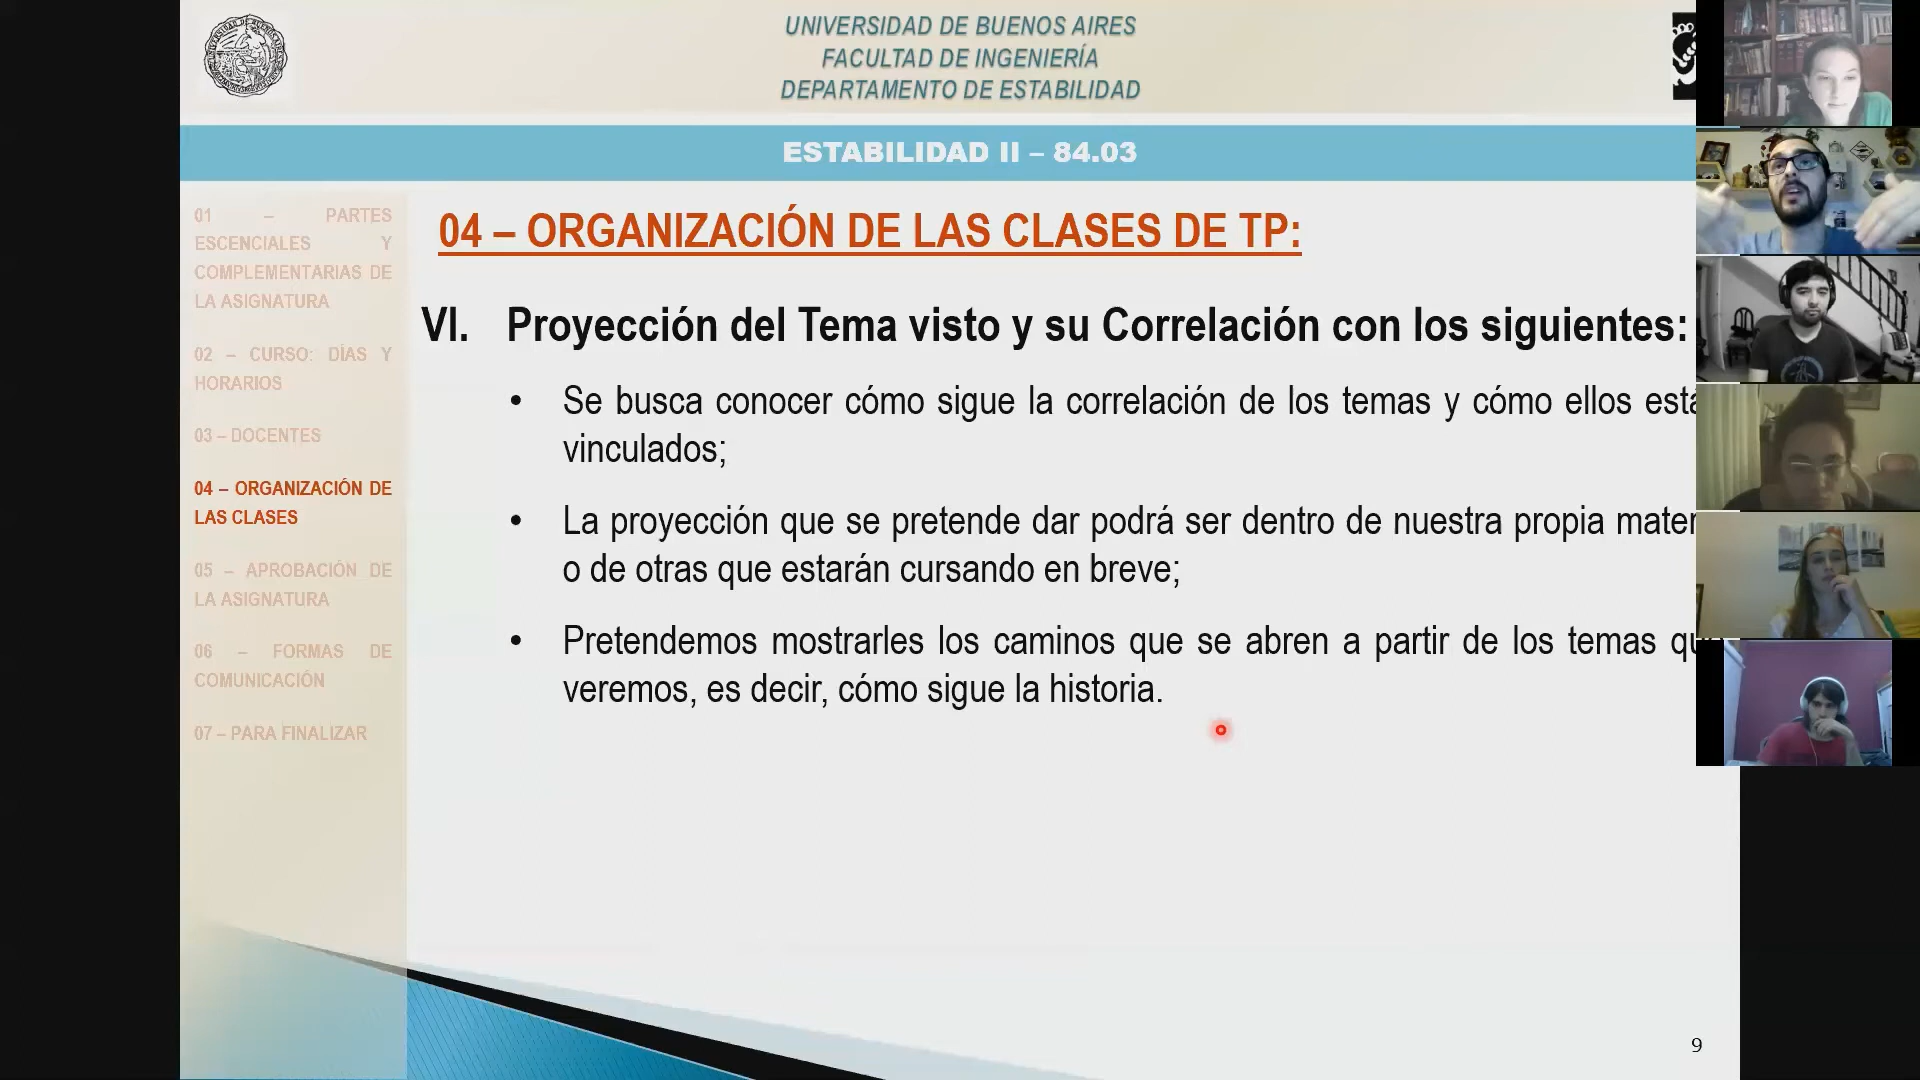 UNIVERSIDAD DE BUENOS AIRES
FACULTAD DE INGENIERÍA
DEPARTAMENTO DE ESTABILIDAD
ESTABILIDAD II – 84.03
01 – PARTES
ESCENCIALES Y
COMPLEMENTARIAS DE
LA ASIGNATURA
02 – CURSO: DÍAS Y
HORARIOS
03 – DOCENTES
04 – ORGANIZACIÓN DE
LAS CLASES
05 – APROBACIÓN DE
LA ASIGNATURA
06 – FORMAS DE
COMUNICACIÓN
07 – PARA FINALIZAR
04 – ORGANIZACIÓN DE LAS CLASES DE TP:
VI. Proyección del Tema visto y su Correlación con los siguientes:
• Se busca conocer cómo sigue la correlación de los temas y cómo ellos está
vinculados;
• La proyección que se pretende dar podrá ser dentro de nuestra propia mater
o de otras que estarán cursando en breve;
• Pretendemos mostrarles los caminos que se abren a partir de los temas qu
veremos, es decir, cómo sigue la historia.
9